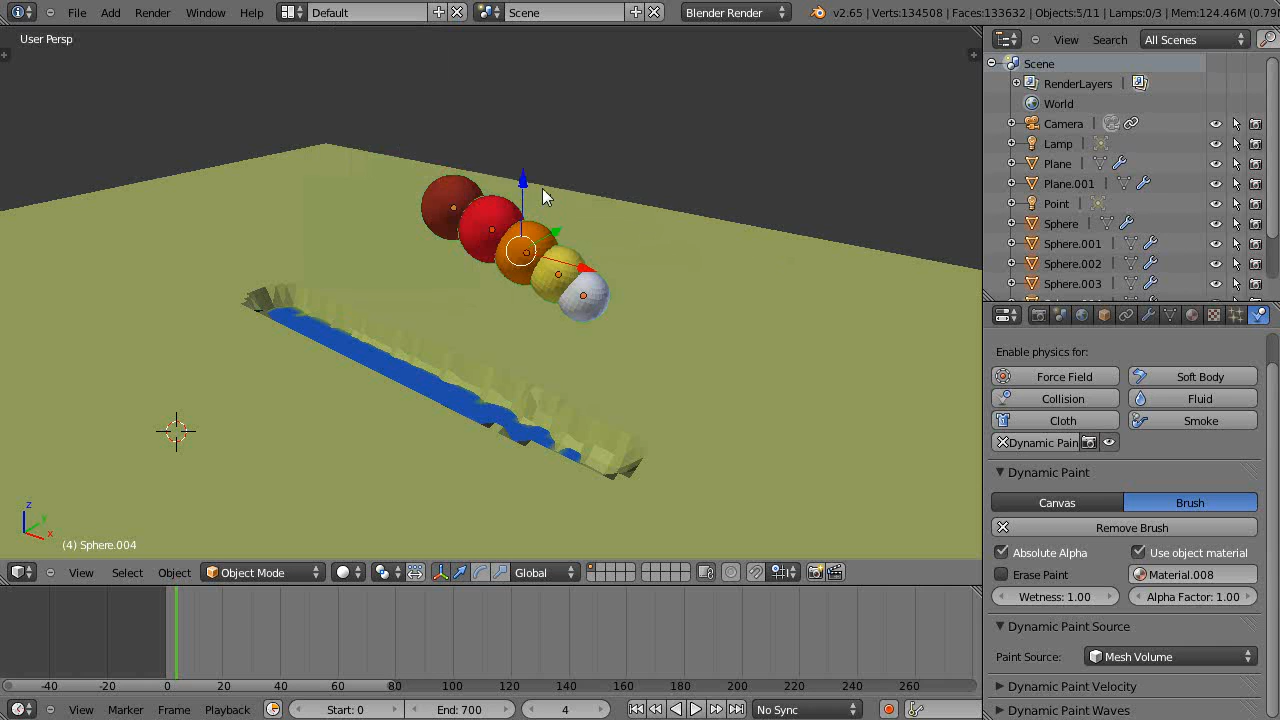 File Add Render Window Help Default Scene Blender Render v2.65 | Verts:134508 | Faces:133632 | Objects:5/11 | Lamps:0/3 | Mem:124.46M (0.79
User Persp
View Search All Scenes
Scene
RenderLayers
World
Camera
Lamp
Plane
Plane.001
Point
Sphere
Sphere.001
Sphere.002
Sphere.003
Enable physics for:
Force Field Soft Body
Collision Fluid
Cloth Smoke
Dynamic Pain
Dynamic Paint
Canvas Brush
Remove Brush
Absolute Alpha Use object material
Erase Paint Material.008
Wetness: 1.00 Alpha Factor: 1.00
Dynamic Paint Source
Paint Source: Mesh Volume
Dynamic Paint Velocity
Dynamic Paint Waves
z
y
x
(4) Sphere.004
View Select Object Object Mode Global
-40 -20 0 20 40 60 80 100 120 140 160 180 200 220 240 260
View Marker Frame Playback Start: 0 End: 700 4 No Sync